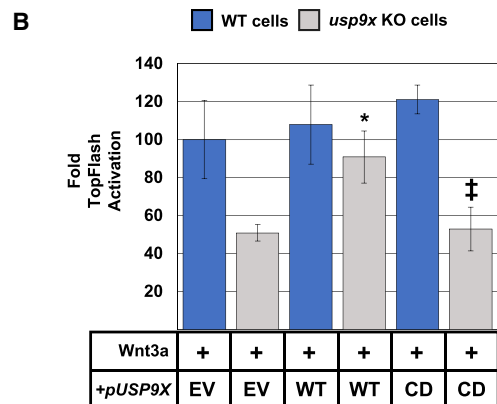 B
WT cells usp9x KO cells
Fold
TopFlash
Activation
140
120
100
80
60
40
20
*
‡
Wnt3a + + + + + +
+pUSP9X EV EV WT WT CD CD